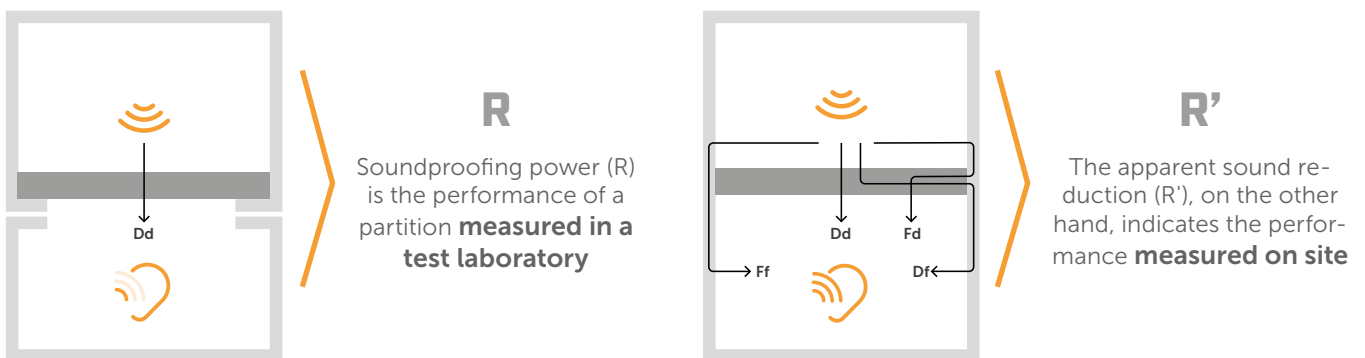 Dd
R
Soundproofing power (R)
is the performance of a
partition measured in a
test laboratory
Dd
Fd
Ff
Df
R’
The apparent sound re-
duction (R'), on the other
hand, indicates the perfor-
mance measured on site